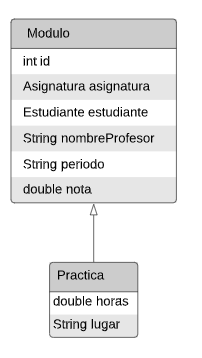 Modulo
int id
Asignatura asignatura
Estudiante estudiante
String nombreProfesor
String periodo
double nota
Practica
double horas
String lugar